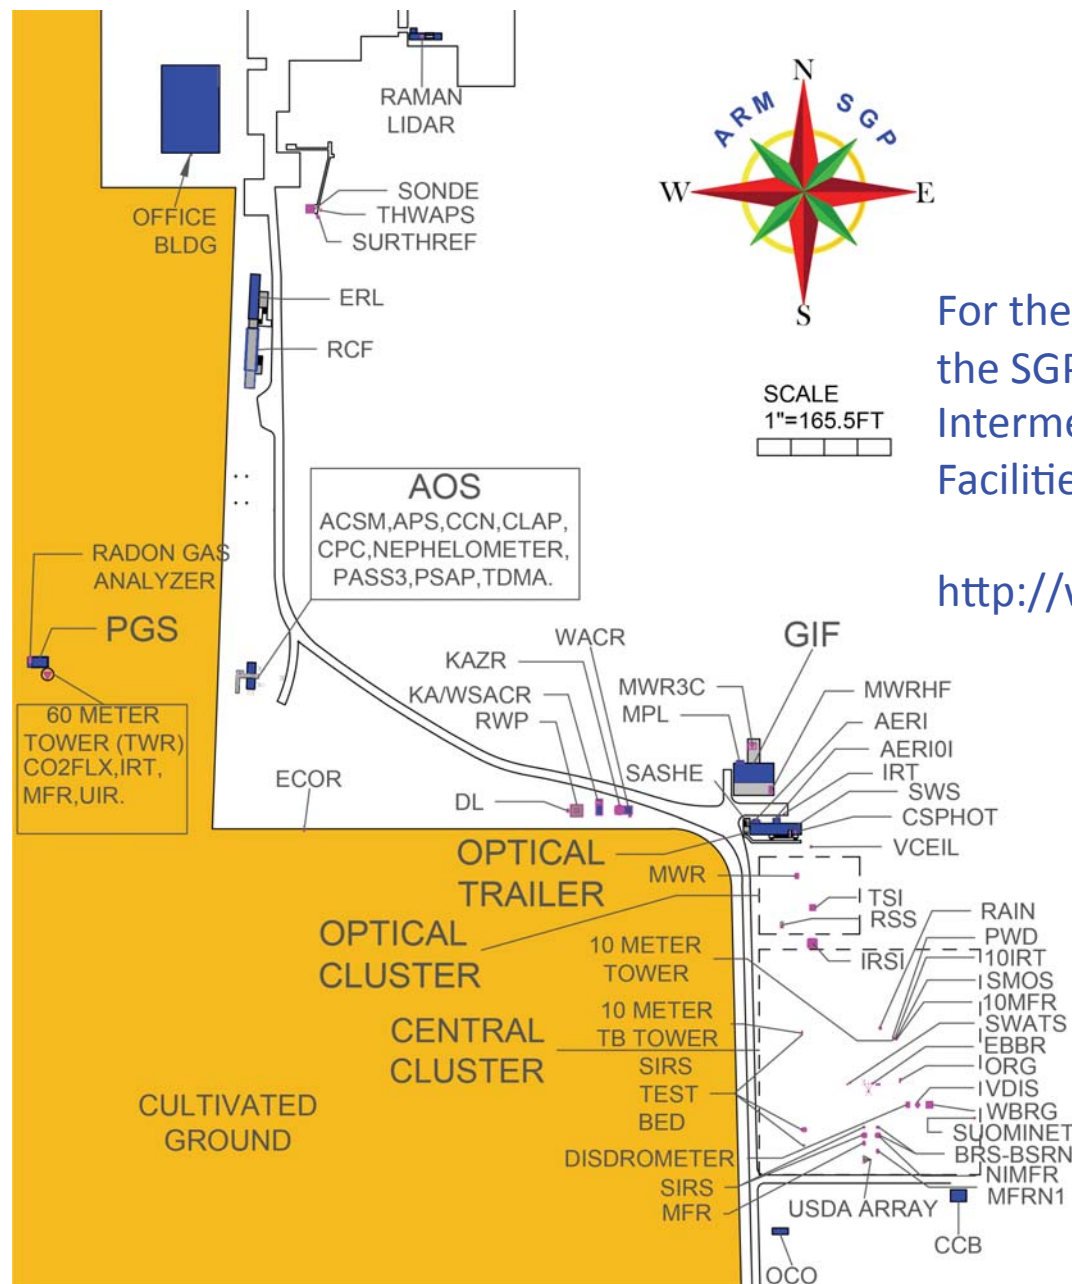 RAMAN
LIDAR
N
ARM SGP
W
E
S
OFFICE
BLDG
SONDE
THWAPS
SURTHREF
ERL
RCF
For the
the SGP
Interme
Facilitie
http://w
SCALE
1"=165.5FT
AOS
ACSM,APS,CCN,CLAP,
CPC,NEPHELOMETER,
PASS3,PSAP,TDMA.
RADON GAS
ANALYZER
PGS
60 METER
TOWER (TWR)
CO2FLX,IRT,
MFR,UIR.
ECOR
WACR
KAZR
KA/WSACR
RWP
DL
GIF
MWR3C
MPL
SASHE
MWRHF
AERI
AERI0I
IRT
SWS
CSPHOT
VCEIL
OPTICAL
TRAILER
MWR
TSI
RSS
OPTICAL
CLUSTER
IRSI
10 METER
TOWER
RAIN
PWD
10IRT
SMOS
10MFR
SWATS
EBBR
ORG
VDIS
WBRG
SUOMINET
BRS-BSRN
NIMFR
MFRN1
10 METER
TB TOWER
CENTRAL
CLUSTER
SIRS
TEST
BED
CULTIVATED
GROUND
DISDROMETER
SIRS
MFR
USDA ARRAY
CCB
OCO